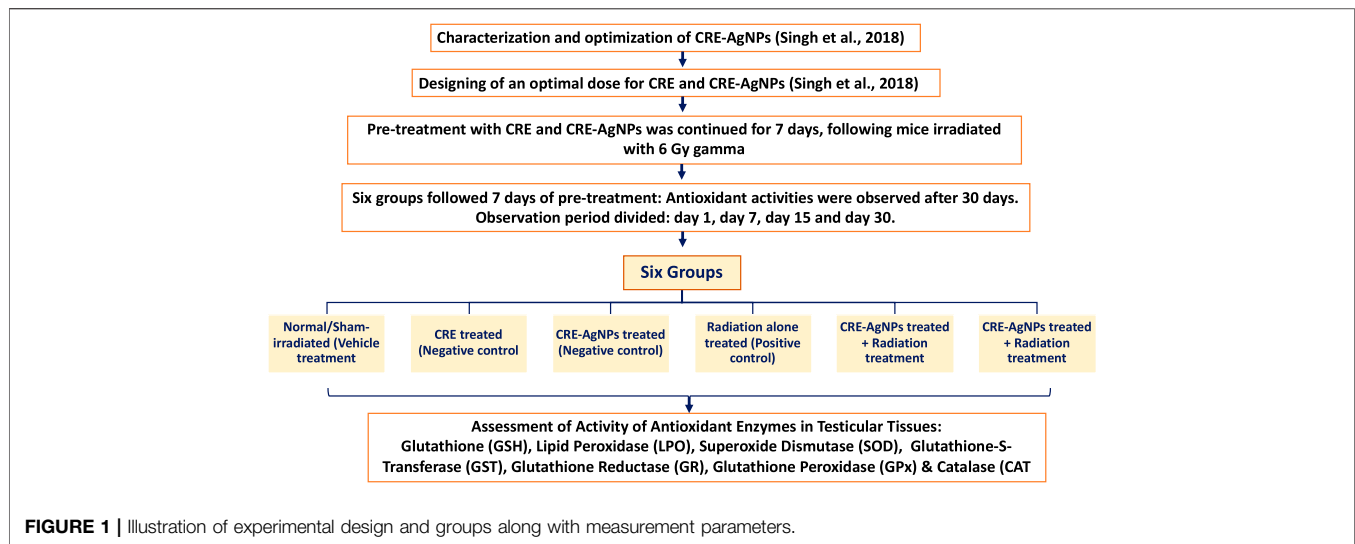 Characterization and optimization of CRE-AgNPs (Singh et al., 2018)
Designing of an optimal dose for CRE and CRE-AgNPs (Singh et al., 2018)
Pre-treatment with CRE and CRE-AgNPs was continued for 7 days, following mice irradiated
with 6 Gy gamma
Six groups followed 7 days of pre-treatment: Antioxidant activities were observed after 30 days.
Observation period divided: day 1, day 7, day 15 and day 30.
Six Groups
Normal/Sham-
irradiated (Vehicle
treatment
CRE treated
(Negative control
CRE-AgNPs treated
(Negative control)
Radiation alone
treated (Positive
control)
CRE-AgNPs treated
+ Radiation
treatment
CRE-AgNPs treated
+ Radiation
treatment
Assessment of Activity of Antioxidant Enzymes in Testicular Tissues:
Glutathione (GSH), Lipid Peroxidase (LPO), Superoxide Dismutase (SOD), Glutathione-S-
Transferase (GST), Glutathione Reductase (GR), Glutathione Peroxidase (GPx) & Catalase (CAT
FIGURE 1 | Illustration of experimental design and groups along with measurement parameters.